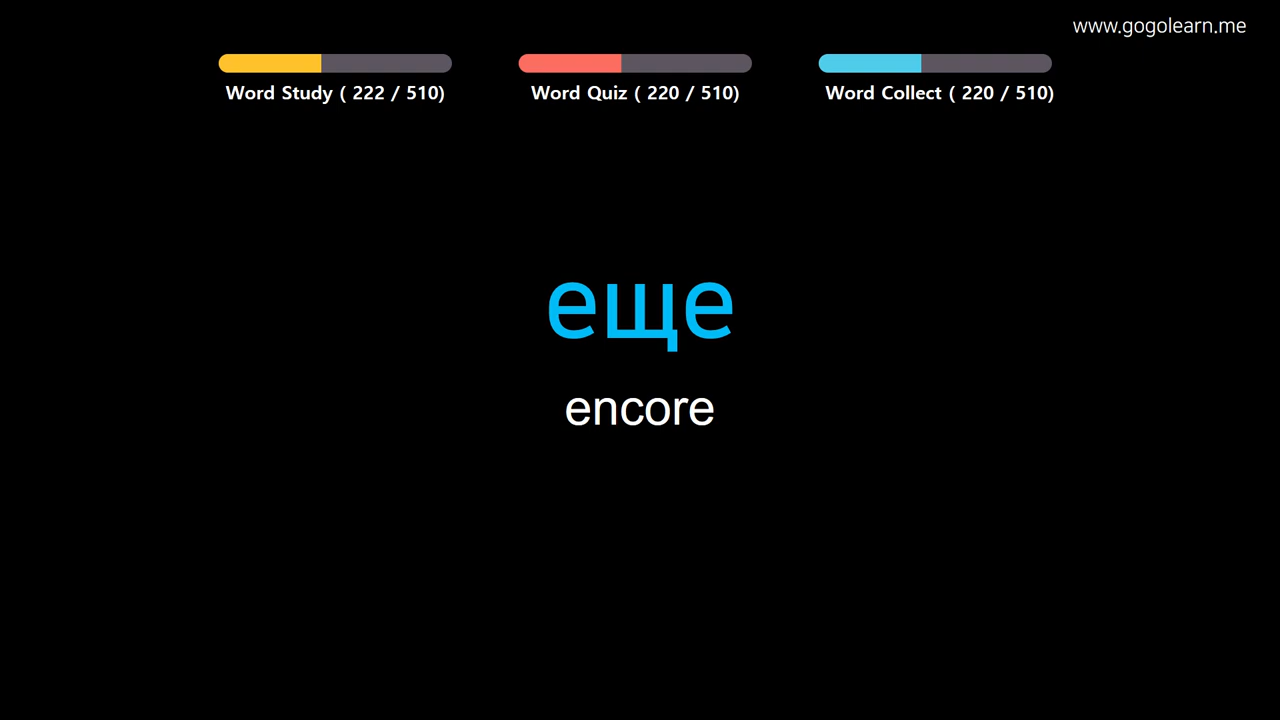 www.gogolearn.me
Word Study ( 222 / 510)
Word Quiz ( 220 / 510)
Word Collect ( 220 / 510)
еще
encore